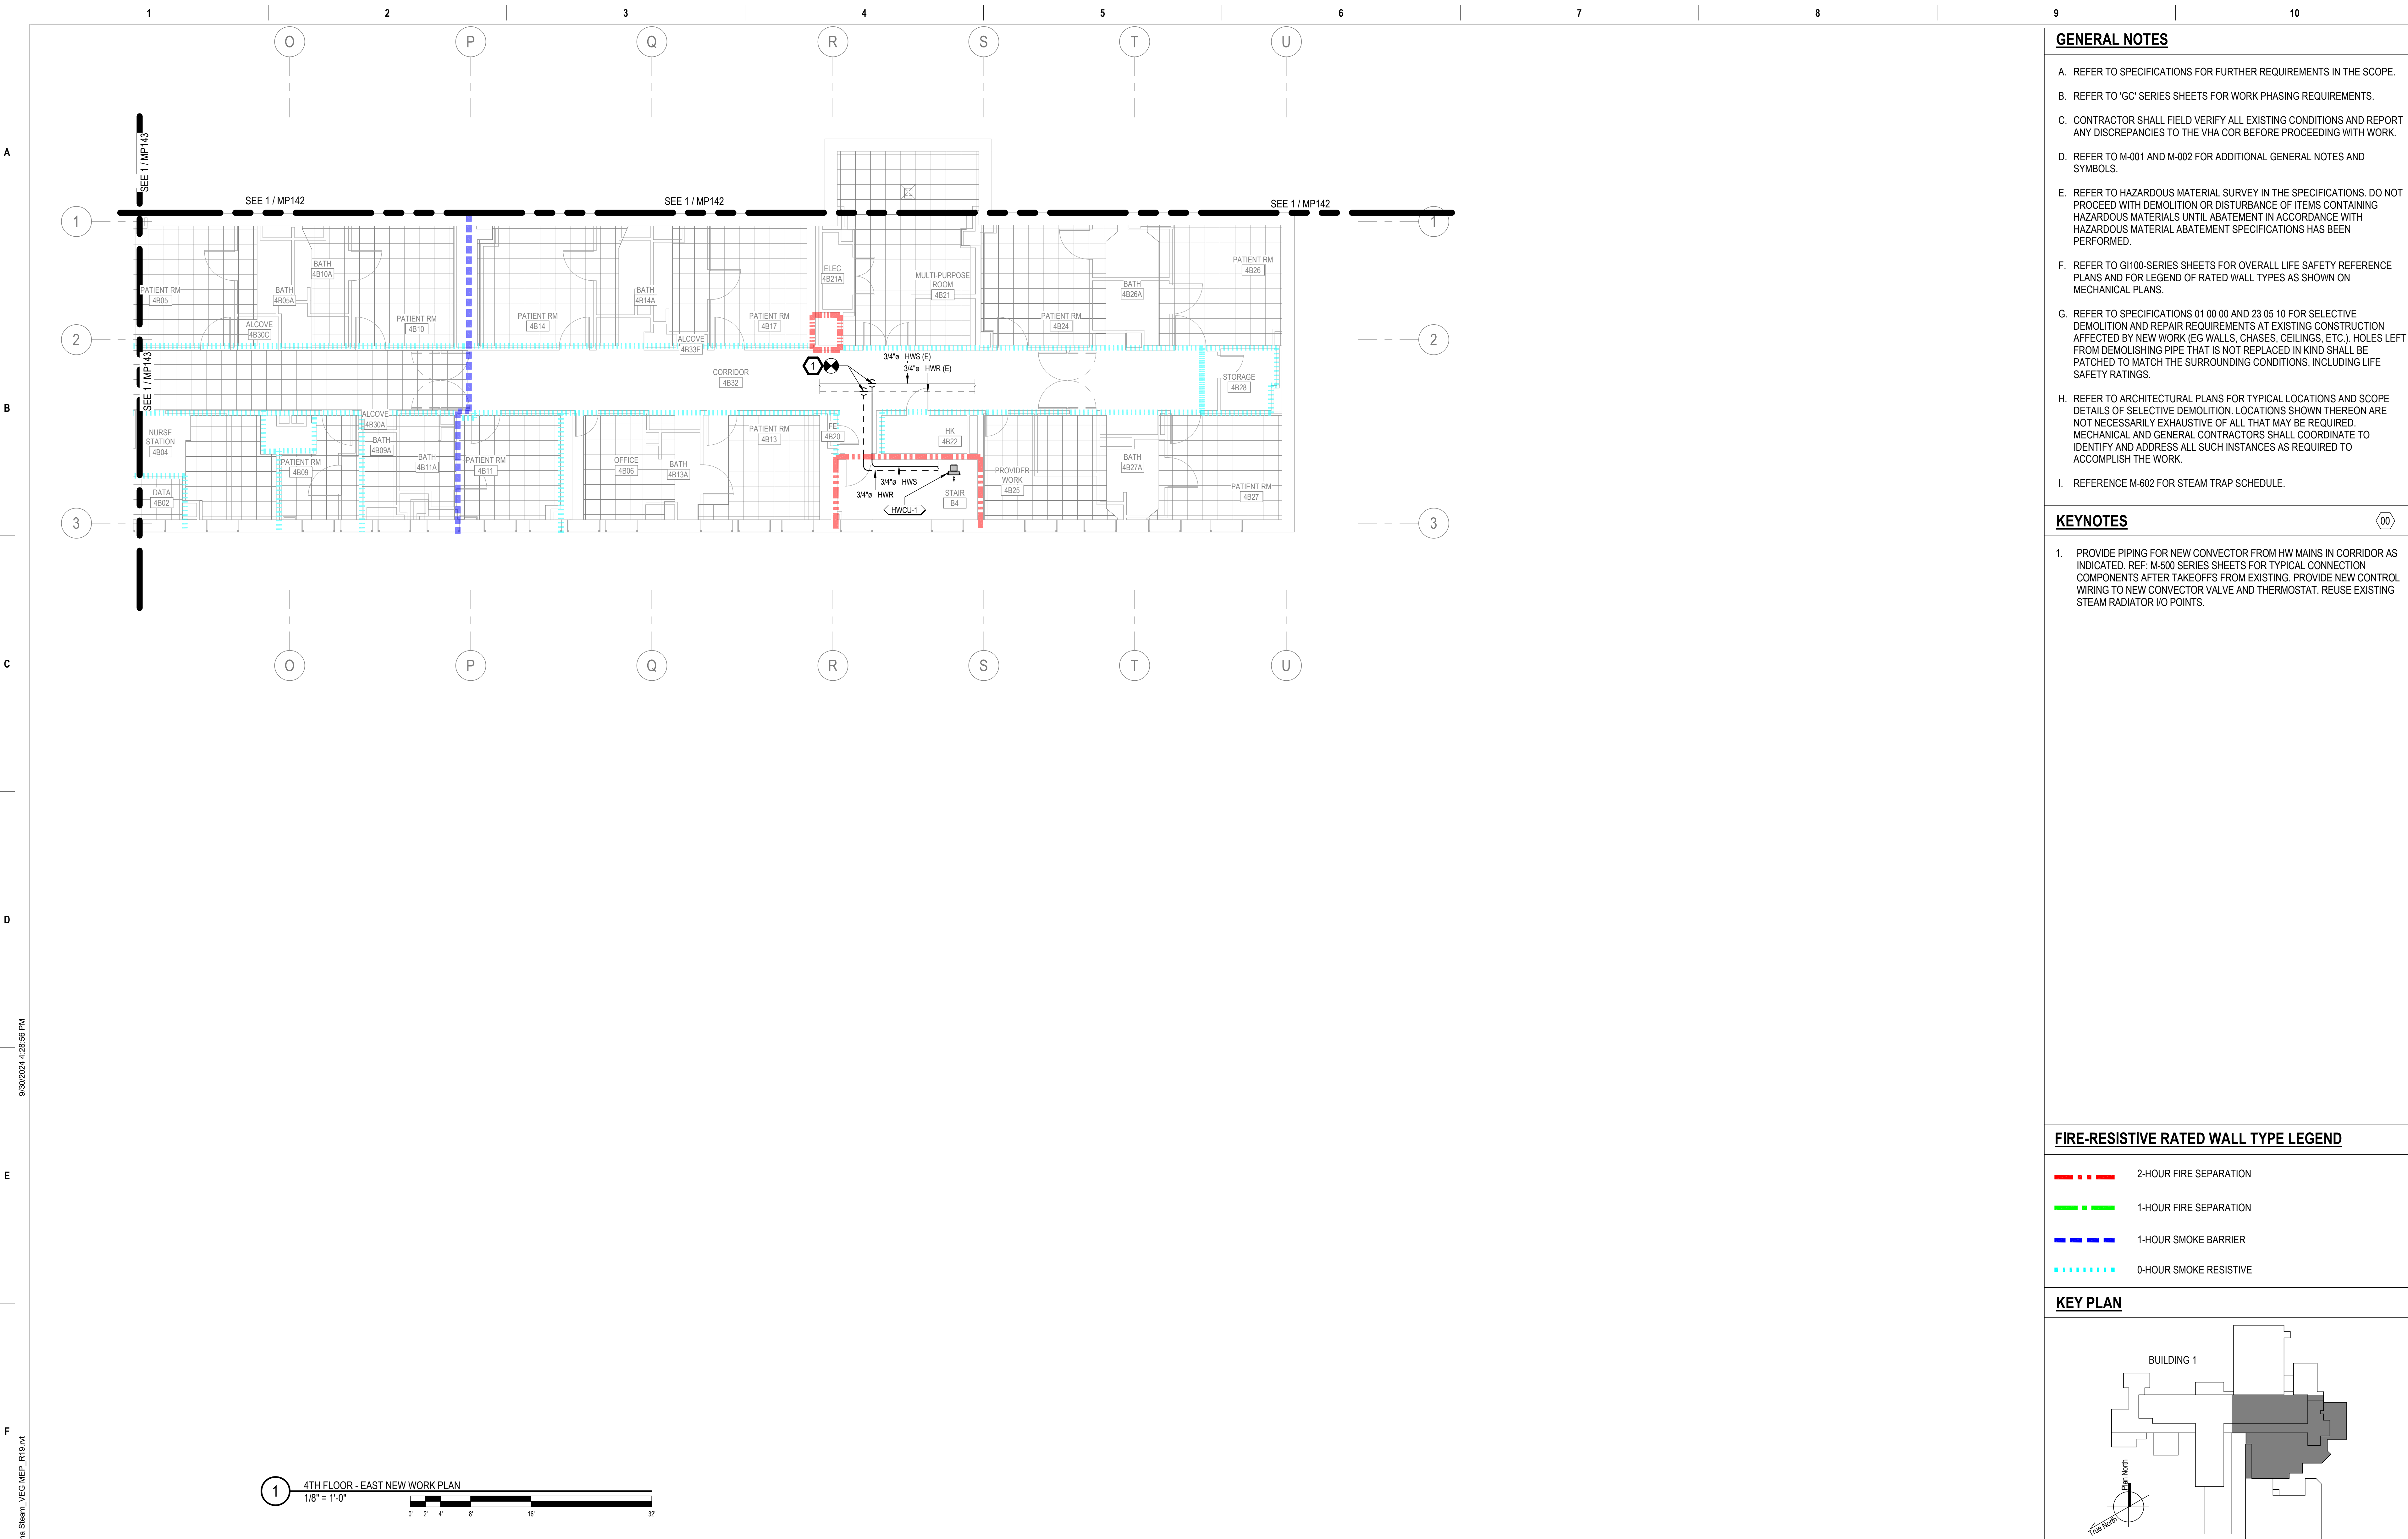 1 2 3 4 5 6 7 8 9 10
A
B
C
D
E
F
O P Q R S T U
SEE 1 / MP143
SEE 1 / MP142
SEE 1 / MP142
SEE 1 / MP142
1
1
2
2
3
3
SEE 1 / MP143
PATIENT RM
4B05
BATH
4B05A
BATH
4B10A
ALCOVE
4B30C
PATIENT RM
4B10
PATIENT RM
4B14
BATH
4B14A
PATIENT RM
4B17
ALCOVE
4B33E
ELEC
4B21A
MULTI-PURPOSE
ROOM
4B21
PATIENT RM
4B24
BATH
4B26A
PATIENT RM
4B26
CORRIDOR
4B32
1
3/4"ø HWS (E)
3/4"ø HWR (E)
STORAGE
4B28
NURSE
STATION
4B04
DATA
4B02
PATIENT RM
4B09
ALCOVE
4B30A
BATH
4B09A
BATH
4B11A
PATIENT RM
4B11
OFFICE
4B06
BATH
4B13A
PATIENT RM
4B13
FE
4B20
HK
4B22
3/4"ø HWS
3/4"ø HWR
HWCU-1
STAIR
B4
PROVIDER
WORK
4B25
BATH
4B27A
PATIENT RM
4B27
O P Q R S T U
1
4TH FLOOR - EAST NEW WORK PLAN
1/8" = 1'-0"
0' 2' 4' 8' 16' 32'
9/30/2024 4:28:56 PM
na Steam_VEG MEP_R19.rvt
GENERAL NOTES
A. REFER TO SPECIFICATIONS FOR FURTHER REQUIREMENTS IN THE SCOPE.
B. REFER TO 'GC' SERIES SHEETS FOR WORK PHASING REQUIREMENTS.
C. CONTRACTOR SHALL FIELD VERIFY ALL EXISTING CONDITIONS AND REPORT
ANY DISCREPANCIES TO THE VHA COR BEFORE PROCEEDING WITH WORK.
D. REFER TO M-001 AND M-002 FOR ADDITIONAL GENERAL NOTES AND
SYMBOLS.
E. REFER TO HAZARDOUS MATERIAL SURVEY IN THE SPECIFICATIONS. DO NOT
PROCEED WITH DEMOLITION OR DISTURBANCE OF ITEMS CONTAINING
HAZARDOUS MATERIALS UNTIL ABATEMENT IN ACCORDANCE WITH
HAZARDOUS MATERIAL ABATEMENT SPECIFICATIONS HAS BEEN
PERFORMED.
F. REFER TO GI100-SERIES SHEETS FOR OVERALL LIFE SAFETY REFERENCE
PLANS AND FOR LEGEND OF RATED WALL TYPES AS SHOWN ON
MECHANICAL PLANS.
G. REFER TO SPECIFICATIONS 01 00 00 AND 23 05 10 FOR SELECTIVE
DEMOLITION AND REPAIR REQUIREMENTS AT EXISTING CONSTRUCTION
AFFECTED BY NEW WORK (EG WALLS, CHASES, CEILINGS, ETC.). HOLES LEFT
FROM DEMOLISHING PIPE THAT IS NOT REPLACED IN KIND SHALL BE
PATCHED TO MATCH THE SURROUNDING CONDITIONS, INCLUDING LIFE
SAFETY RATINGS.
H. REFER TO ARCHITECTURAL PLANS FOR TYPICAL LOCATIONS AND SCOPE
DETAILS OF SELECTIVE DEMOLITION. LOCATIONS SHOWN THEREON ARE
NOT NECESSARILY EXHAUSTIVE OF ALL THAT MAY BE REQUIRED.
MECHANICAL AND GENERAL CONTRACTORS SHALL COORDINATE TO
IDENTIFY AND ADDRESS ALL SUCH INSTANCES AS REQUIRED TO
ACCOMPLISH THE WORK.
I. REFERENCE M-602 FOR STEAM TRAP SCHEDULE.
KEYNOTES
00
1. PROVIDE PIPING FOR NEW CONVECTOR FROM HW MAINS IN CORRIDOR AS
INDICATED. REF: M-500 SERIES SHEETS FOR TYPICAL CONNECTION
COMPONENTS AFTER TAKEOFFS FROM EXISTING. PROVIDE NEW CONTROL
WIRING TO NEW CONVECTOR VALVE AND THERMOSTAT. REUSE EXISTING
STEAM RADIATOR I/O POINTS.
FIRE-RESISTIVE RATED WALL TYPE LEGEND
2-HOUR FIRE SEPARATION
1-HOUR FIRE SEPARATION
1-HOUR SMOKE BARRIER
0-HOUR SMOKE RESISTIVE
KEY PLAN
BUILDING 1
Plan North
True North